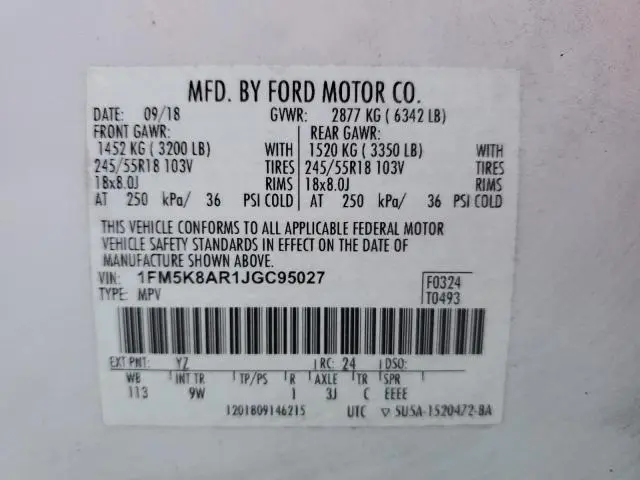 MFD. BY FORD MOTOR CO.
DATE: 09/18 GVWR: 2877 KG ( 6342 LB)
FRONT GAWR: REAR GAWR:
1452 KG ( 3200 LB) WITH 1520 KG ( 3350 LB) WITH
245/55R18 103V TIRES 245/55R18 103V TIRES
18x8.0J RIMS 18x8.0J RIMS
AT 250 kPa/ 36 PSI COLD AT 250 kPa/ 36 PSI COLD
THIS VEHICLE CONFORMS TO ALL APPLICABLE FEDERAL MOTOR
VEHICLE SAFETY STANDARDS IN EFFECT ON THE DATE OF
MANUFACTURE SHOWN ABOVE.
VIN: 1FM5K8AR1JGC95027 F0324
TYPE: MPV T0493
EXT PNT: YZ RC: 24 DSO:
WB INT TR TP/PS R AXLE TR SPR
113 9W I 3J C EEEE
1201809146215 UTC ▽ 5U5A-1520472-BA